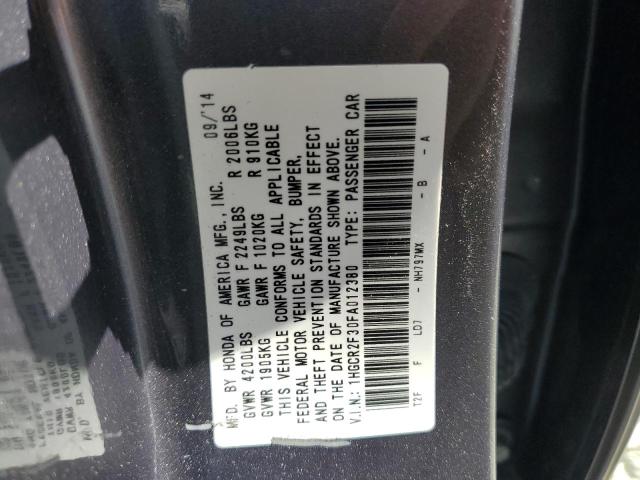 MFD. BY HONDA OF AMERICA MFG., INC. 09/'14
GVWR 4200LBS GAWR F 2249LBS R 2006LBS
GVWR 1905KG GAWR F 1020KG R 910KG
THIS VEHICLE CONFORMS TO ALL APPLICABLE
FEDERAL MOTOR VEHICLE SAFETY, BUMPER,
AND THEFT PREVENTION STANDARDS IN EFFECT
ON THE DATE OF MANUFACTURE SHOWN ABOVE.
V.I.N.: 1HGCR2F30FA012360 TYPE: PASSENGER CAR
T2F F LD7 - NH797MX - B - A